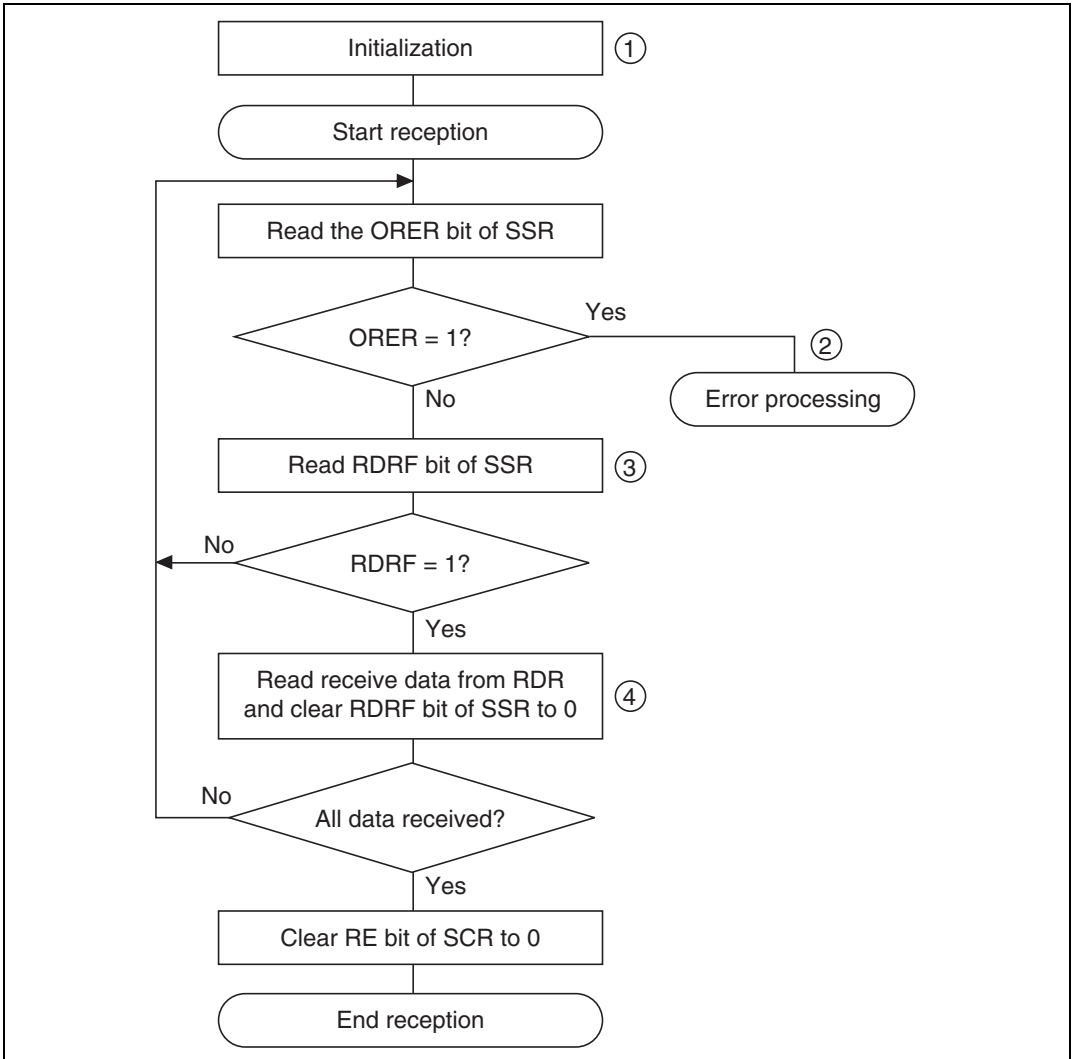 Initialization
①
Start reception
Read the ORER bit of SSR
ORER = 1?
Yes
②
Error processing
No
Read RDRF bit of SSR
③
No
RDRF = 1?
Yes
Read receive data from RDR
and clear RDRF bit of SSR to 0
④
No
All data received?
Yes
Clear RE bit of SCR to 0
End reception